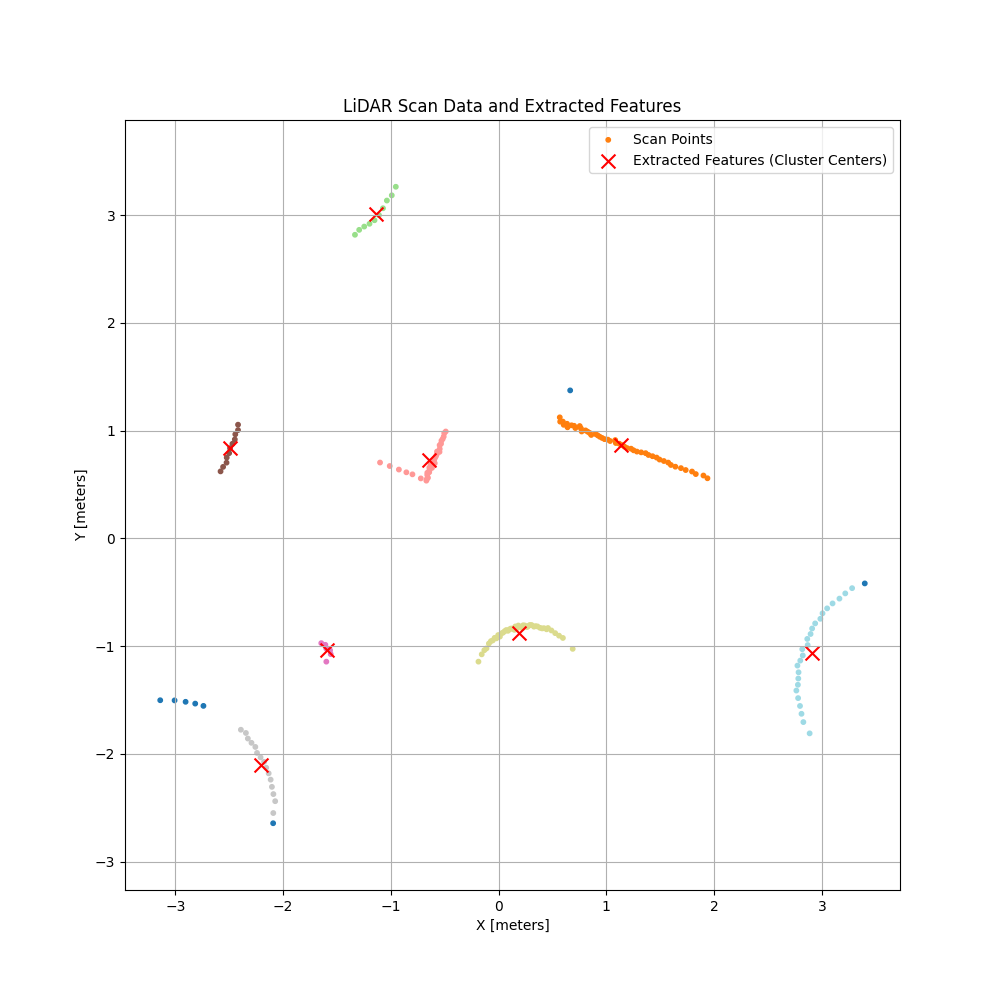 LiDAR Scan Data and Extracted Features
Scan Points
Extracted Features (Cluster Centers)
Y [meters]
3
2
1
0
−1
−2
−3
−3
−2
−1
0
1
2
3
X [meters]